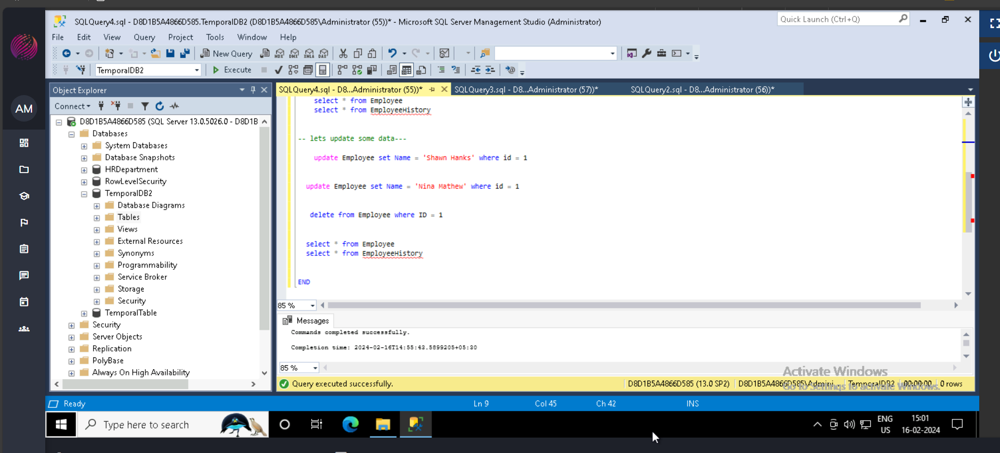 SQLQuery4.sql - D8D1B5A4866D585.TemporalDB2 (D8D1B5A4866D585\Administrator (55))* - Microsoft SQL Server Management Studio (Administrator)
Quick Launch (Ctrl+Q)
File Edit View Query Project Tools Window Help
New Query MDX DMX XMLA DAX
TemporalDB2 Execute
AM
Object Explorer
Connect
D8D1B5A4866D585 (SQL Server 13.0.5026.0 - D8D1B
Databases
System Databases
Database Snapshots
HRDepartment
RowLevelSecurity
TemporalDB2
Database Diagrams
Tables
Views
External Resources
Synonyms
Programmability
Service Broker
Storage
Security
TemporalTable
Security
Server Objects
Replication
PolyBase
Always On High Availability
SQLQuery4.sql - D8...Administrator (55))* SQLQuery3.sql - D8...Administrator (57))* SQLQuery2.sql - D8...Administrator (56))*
select * from Employee
select * from EmployeeHistory
-- lets update some data---
update Employee set Name = 'Shawn Hanks' where id = 1
update Employee set Name = 'Nina Mathew' where id = 1
delete from Employee where ID = 1
select * from Employee
select * from EmployeeHistory
END
85 %
Messages
Commands completed successfully.
Completion time: 2024-02-16T14:55:43.5899205+05:30
85 %
Activate Windows
Go to Settings to activate Windows.
Query executed successfully. D8D1B5A4866D585 (13.0 SP2) D8D1B5A4866D585\Admini... TemporalDB2 00:00:00 0 rows
Ready Ln 9 Col 45 Ch 42 INS
Type here to search
ENG
US
15:01
16-02-2024